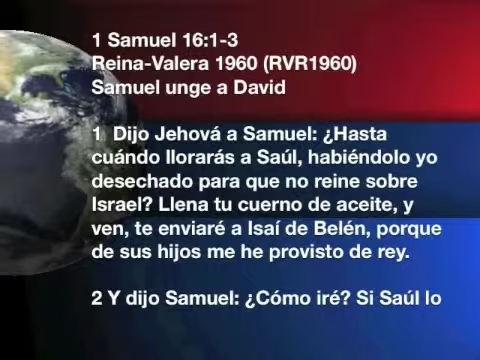 1 Samuel 16:1-3
Reina-Valera 1960 (RVR1960)
Samuel unge a David
1 Dijo Jehová a Samuel: ¿Hasta
cuándo llorarás a Saúl, habiéndolo yo
desechado para que no reine sobre
Israel? Llena tu cuerno de aceite, y
ven, te enviaré a Isaí de Belén, porque
de sus hijos me he provisto de rey.
2 Y dijo Samuel: ¿Cómo iré? Si Saúl lo